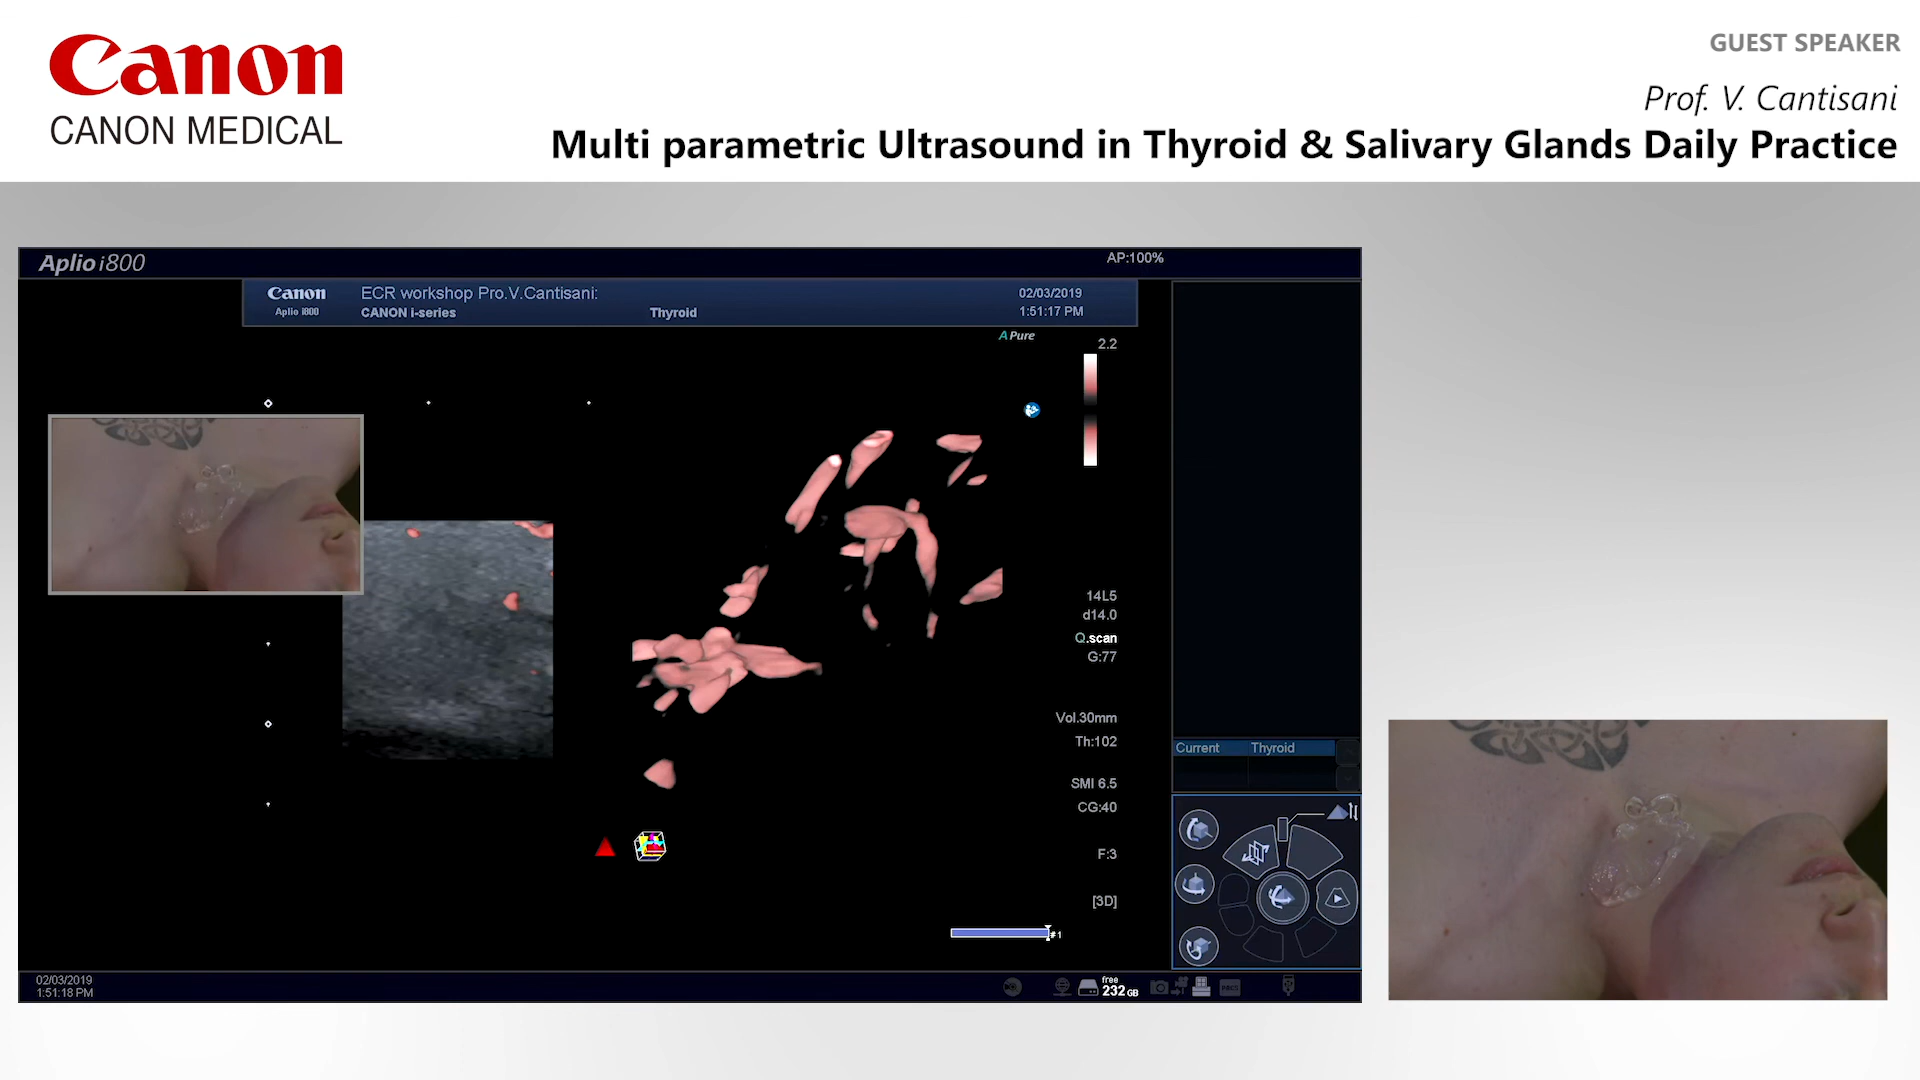 Canon
CANON MEDICAL
GUEST SPEAKER
Prof. V. Cantisani
Multi parametric Ultrasound in Thyroid & Salivary Glands Daily Practice
Aplio i800
AP:100%
Canon
Aplio i800
ECR workshop Pro.V.Cantisani:
CANON i-series
Thyroid
02/03/2019
1:51:17 PM
A Pure
2.2
14L5
d14.0
Q.scan
G:77
Vol.30mm
Th:102
SMI 6.5
CG:40
F:3
[3D]
#1
Current Thyroid
02/03/2019
1:51:18 PM
free
232 GB